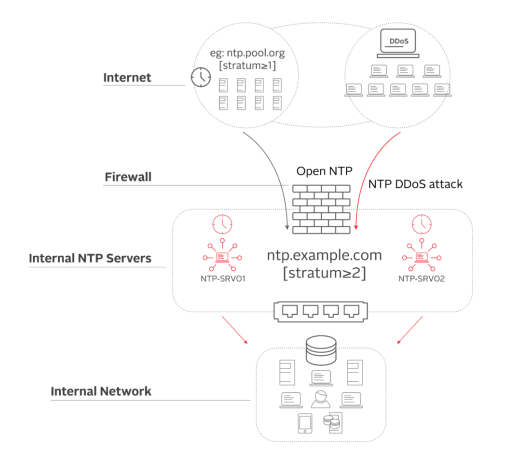 eg: ntp.pool.org
[stratum≥1]
DDoS
Internet
Open NTP
Firewall
NTP DDoS attack
Internal NTP Servers
ntp.example.com
[stratum≥2]
NTP-SRV01
NTP-SRV02
Internal Network